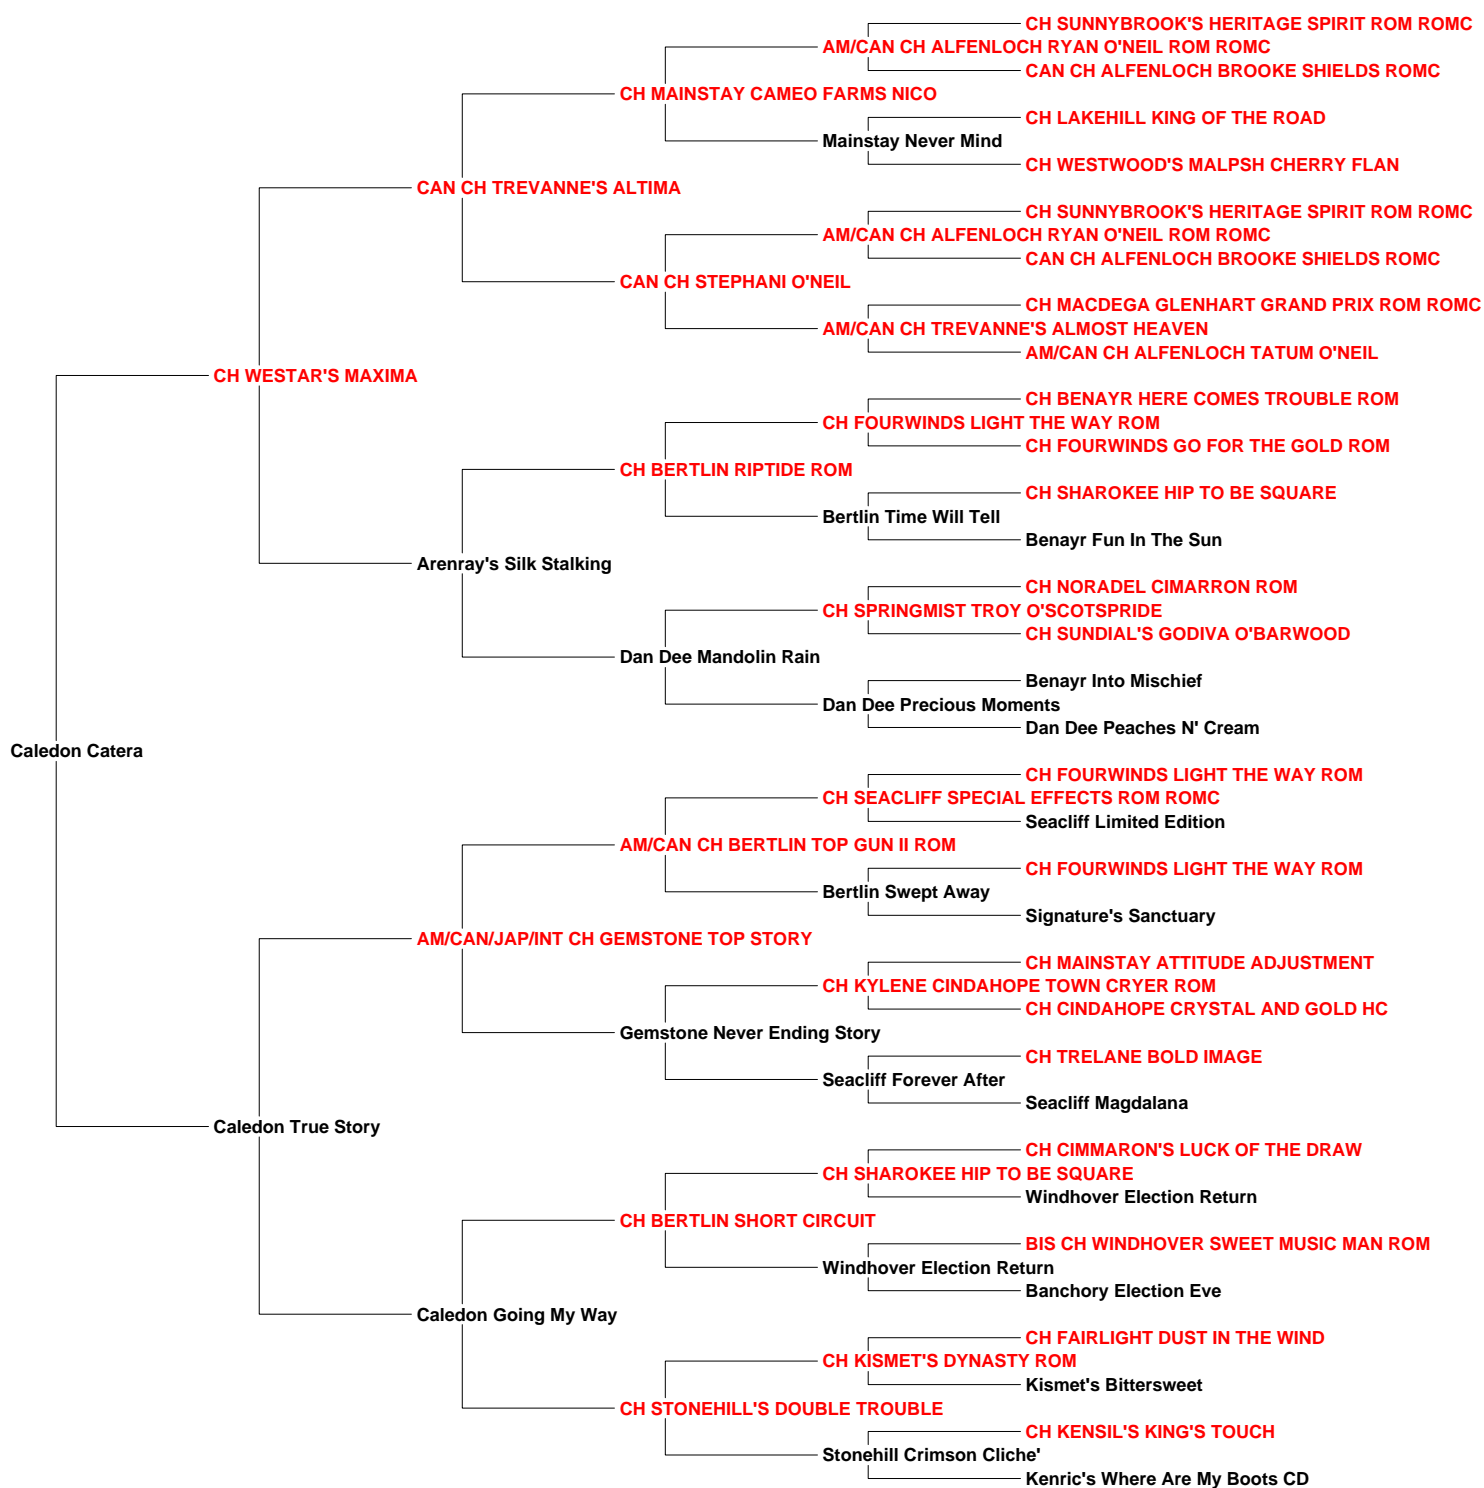 CH SUNNYBROOK'S HERITAGE SPIRIT ROM ROMC
AM/CAN CH ALFENLOCH RYAN O'NEIL ROM ROMC
CAN CH ALFENLOCH BROOKE SHIELDS ROMC
CH MAINSTAY CAMEO FARMS NICO
CH LAKEHILL KING OF THE ROAD
Mainstay Never Mind
CH WESTWOOD'S MALPSH CHERRY FLAN
CAN CH TREVANNE'S ALTIMA
CH SUNNYBROOK'S HERITAGE SPIRIT ROM ROMC
AM/CAN CH ALFENLOCH RYAN O'NEIL ROM ROMC
CAN CH ALFENLOCH BROOKE SHIELDS ROMC
CAN CH STEPHANI O'NEIL
CH MACDEGA GLENHART GRAND PRIX ROM ROMC
AM/CAN CH TREVANNE'S ALMOST HEAVEN
AM/CAN CH ALFENLOCH TATUM O'NEIL
CH WESTAR'S MAXIMA
CH BENAYR HERE COMES TROUBLE ROM
CH FOURWINDS LIGHT THE WAY ROM
CH FOURWINDS GO FOR THE GOLD ROM
CH BERTLIN RIPTIDE ROM
CH SHAROKEE HIP TO BE SQUARE
Bertlin Time Will Tell
Benayr Fun In The Sun
Arenray's Silk Stalking
CH NORADEL CIMARRON ROM
CH SPRINGMIST TROY O'SCOTSPRIDE
CH SUNDIAL'S GODIVA O'BARWOOD
Dan Dee Mandolin Rain
Benayr Into Mischief
Dan Dee Precious Moments
Dan Dee Peaches N' Cream
Caledon Catera
CH FOURWINDS LIGHT THE WAY ROM
CH SEACLIFF SPECIAL EFFECTS ROM ROMC
Seacliff Limited Edition
AM/CAN CH BERTLIN TOP GUN II ROM
CH FOURWINDS LIGHT THE WAY ROM
Bertlin Swept Away
Signature's Sanctuary
AM/CAN/JAP/INT CH GEMSTONE TOP STORY
CH MAINSTAY ATTITUDE ADJUSTMENT
CH KYLENE CINDAHOPE TOWN CRYER ROM
CH CINDAHOPE CRYSTAL AND GOLD HC
Gemstone Never Ending Story
CH TRELANE BOLD IMAGE
Seacliff Forever After
Seacliff Magdalana
Caledon True Story
CH CIMMARON'S LUCK OF THE DRAW
CH SHAROKEE HIP TO BE SQUARE
Windhover Election Return
CH BERTLIN SHORT CIRCUIT
BIS CH WINDHOVER SWEET MUSIC MAN ROM
Windhover Election Return
Banchory Election Eve
Caledon Going My Way
CH FAIRLIGHT DUST IN THE WIND
CH KISMET'S DYNASTY ROM
Kismet's Bittersweet
CH STONEHILL'S DOUBLE TROUBLE
CH KENSIL'S KING'S TOUCH
Stonehill Crimson Cliche'
Kenric's Where Are My Boots CD